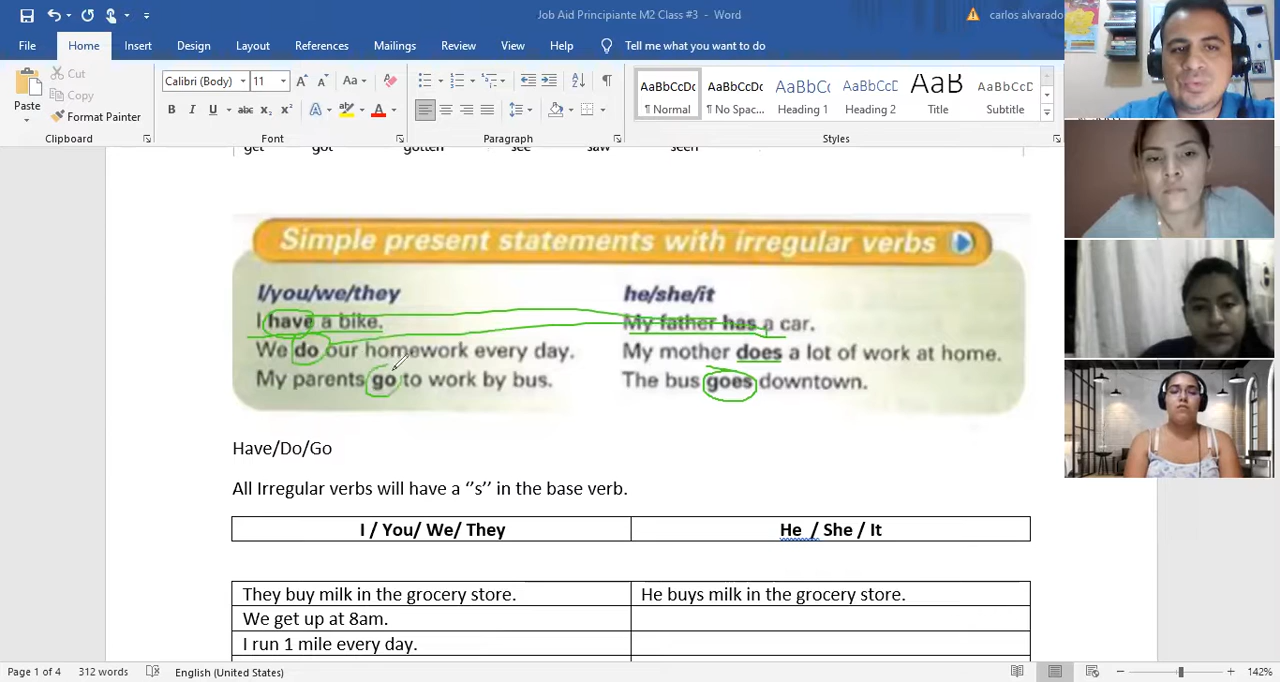 Job Aid Principiante M2 Class #3 - Word
carlos alvarado
File Home Insert Design Layout References Mailings Review View Help Tell me what you want to do
Cut
Copy
Format Painter
Paste
Calibri (Body) 11
AaBbCcDc AaBbCcDc AaBbCc AaBbCcC AaB AaBbCcC
¶ Normal ¶ No Spac... Heading 1 Heading 2 Title Subtitle
Clipboard Font Paragraph Styles
get got gotten see saw seen
Simple present statements with irregular verbs
I/you/we/they he/she/it
I have a bike. My father has a car.
We do our homework every day. My mother does a lot of work at home.
My parents go to work by bus. The bus goes downtown.
Have/Do/Go
All Irregular verbs will have a ‘’s’’ in the base verb.
I / You/ We/ They He / She / It
They buy milk in the grocery store. He buys milk in the grocery store.
We get up at 8am.
I run 1 mile every day.
Page 1 of 4 312 words English (United States) 142%